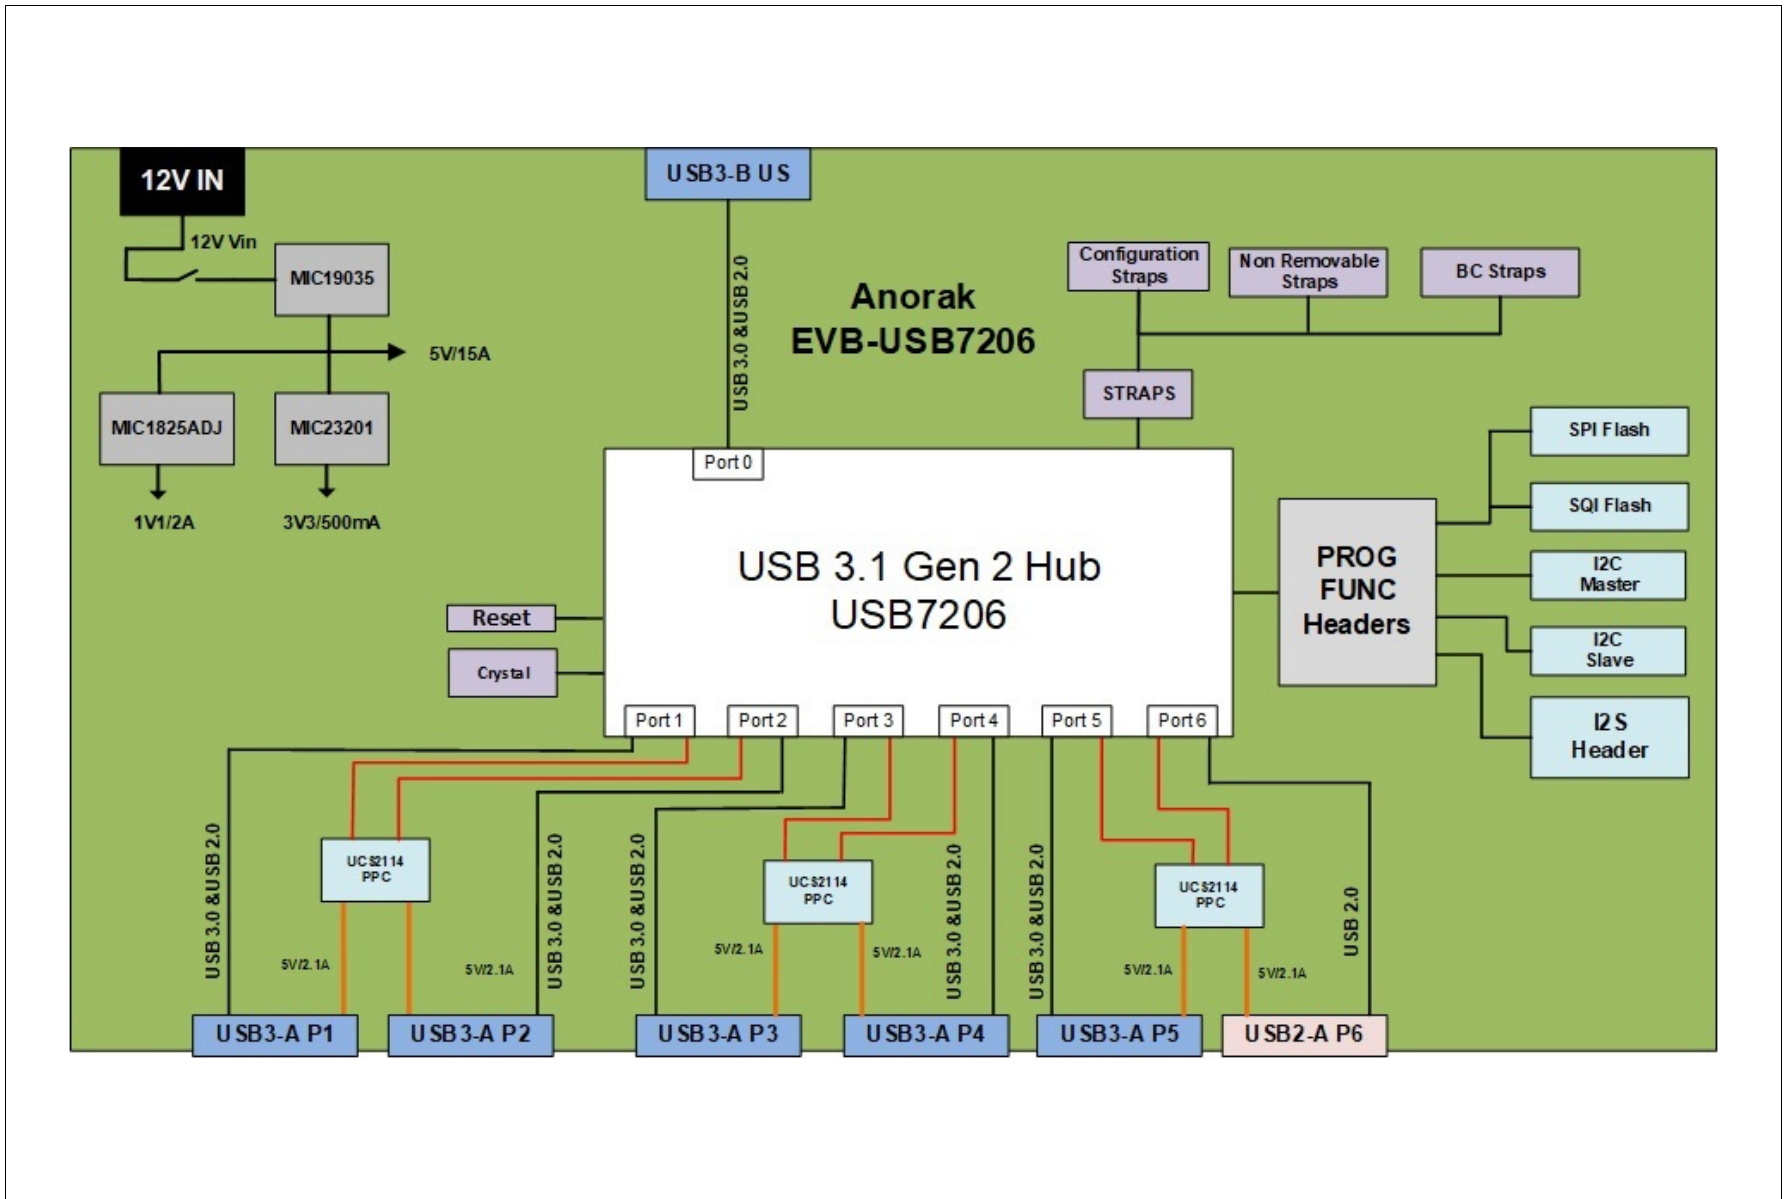 12V IN
USB3-B US
12V Vin
MIC19035
USB 3.0 &USB 2.0
Anorak
EVB-USB7206
Configuration
Straps
Non Removable
Straps
BC Straps
5V/15A
STRAPS
MIC1825ADJ
MIC23201
1V1/2A
3V3/500mA
Port 0
USB 3.1 Gen 2 Hub
USB7206
Reset
Crystal
PROG
FUNC
Headers
SPI Flash
SQI Flash
I2C
Master
I2C
Slave
I2S
Header
Port 1
Port 2
Port 3
Port 4
Port 5
Port 6
USB 3.0 &USB 2.0
UCS2114
PPC
USB 3.0 &USB 2.0
USB 3.0 &USB 2.0
UCS2114
PPC
USB 3.0 &USB 2.0
USB 3.0 &USB 2.0
UCS2114
PPC
USB 2.0
5V/2.1A
5V/2.1A
5V/2.1A
5V/2.1A
5V/2.1A
5V/2.1A
USB3-A P1
USB3-A P2
USB3-A P3
USB3-A P4
USB3-A P5
USB2-A P6